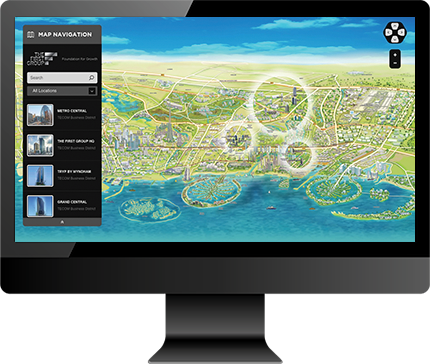 MAP NAVIGATION
THE
FIRST
GROUP
Foundation for Growth
Search
All Locations
METRO CENTRAL
TECOM Business District
THE FIRST GROUP HQ
TECOM Business District
TRYP BY WYNDHAM
TECOM Business District
GRAND CENTRAL
TECOM Business District